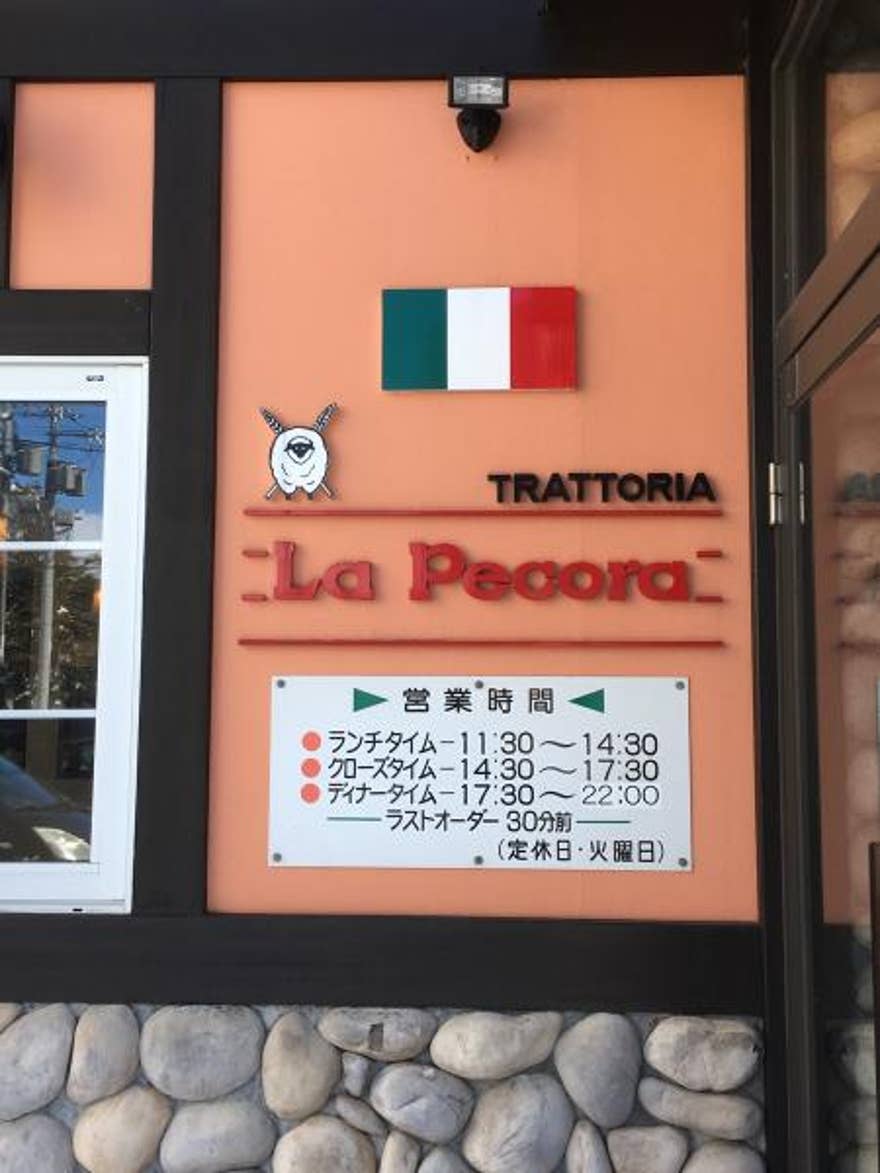 TRATTORIA
La Pecora
営業時間
ランチタイム－11:30～14:30
クローズタイム－14:30～17:30
ディナータイム－17:30～22:00
ラストオーダー 30分前
(定休日・火曜日)